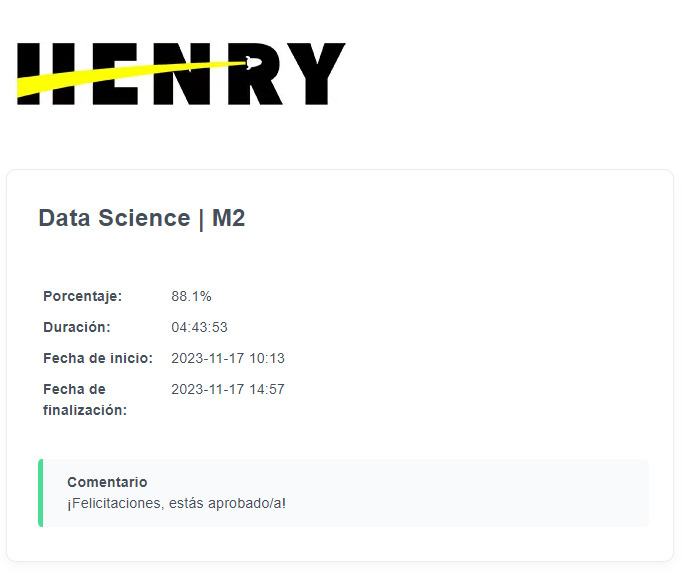 HENRY
Data Science | M2
Porcentaje: 88.1%
Duración: 04:43:53
Fecha de inicio: 2023-11-17 10:13
Fecha de finalización: 2023-11-17 14:57
Comentario
¡Felicitaciones, estás aprobado/a!